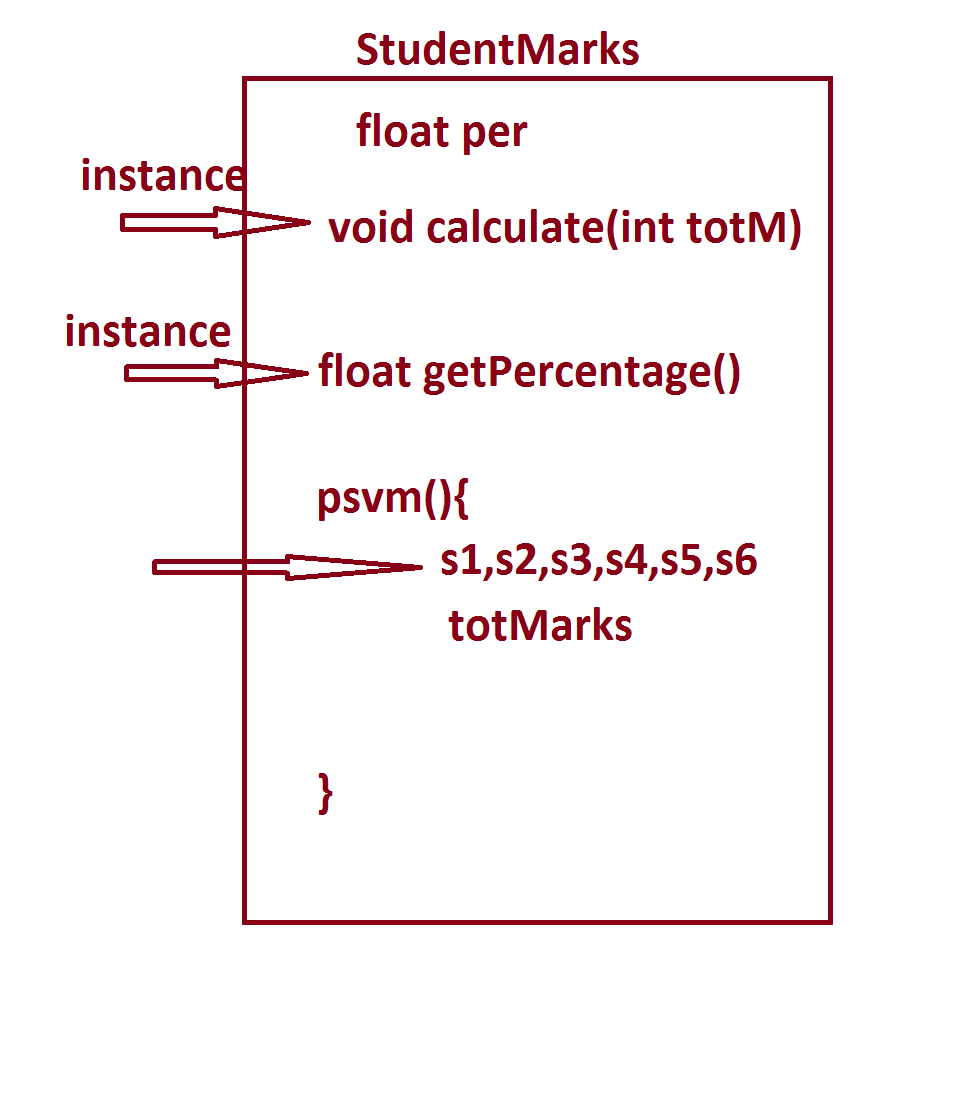 StudentMarks
float per
instance
void calculate(int totM)
instance
float getPercentage()
psvm(){
s1,s2,s3,s4,s5,s6
totMarks
}